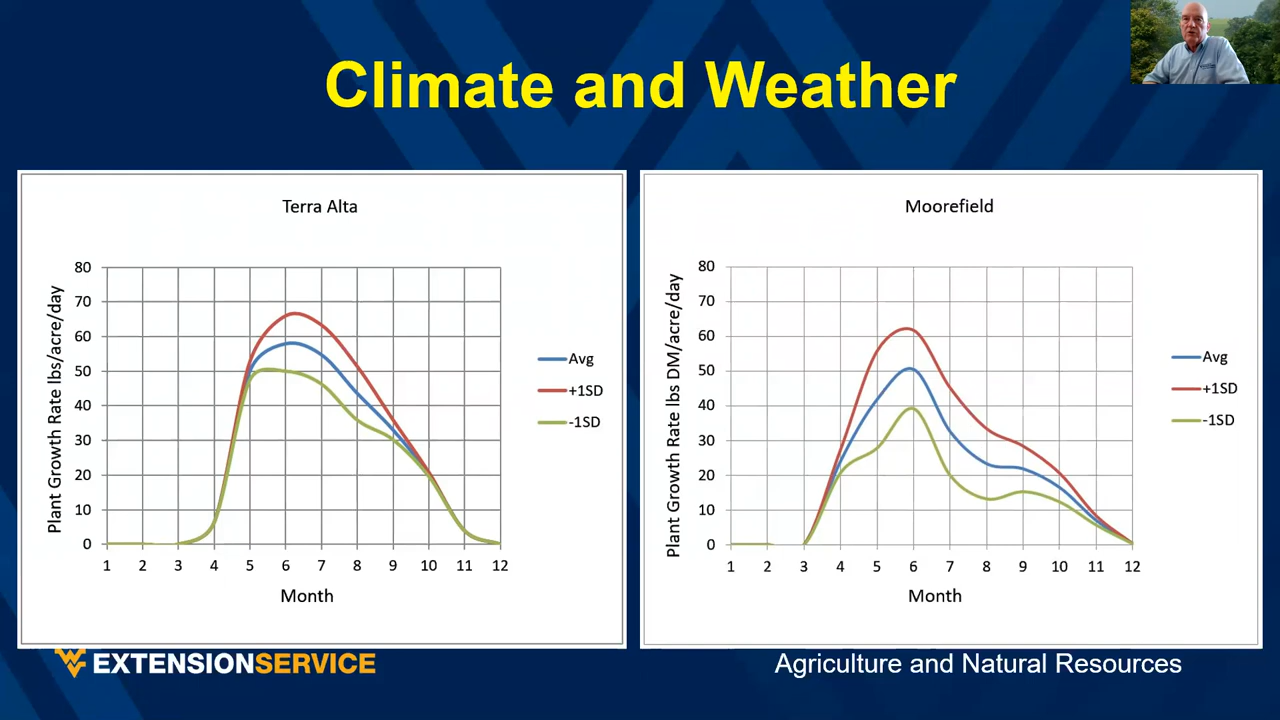 Climate and Weather
Terra Alta
Plant Growth Rate lbs/acre/day
80
70
60
50
40
30
20
10
0
1 2 3 4 5 6 7 8 9 10 11 12
Month
Avg
+1SD
-1SD
Moorefield
Plant Growth Rate lbs DM/acre/day
80
70
60
50
40
30
20
10
0
1 2 3 4 5 6 7 8 9 10 11 12
Month
Avg
+1SD
-1SD
EXTENSIONSERVICE
Agriculture and Natural Resources